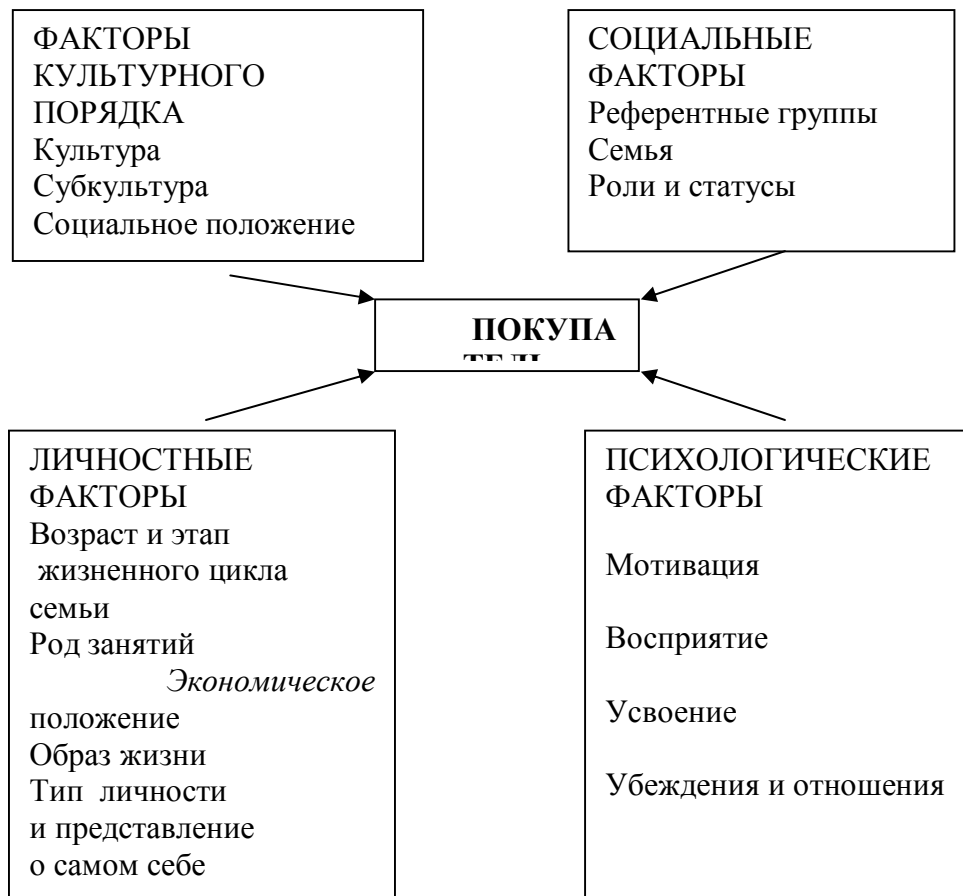 ФАКТОРЫ
КУЛЬТУРНОГО
ПОРЯДКА
Культура
Субкультура
Социальное положение
СОЦИАЛЬНЫЕ
ФАКТОРЫ
Референтные группы
Семья
Роли и статусы
ПОКУПА
ЛИЧНОСТНЫЕ
ФАКТОРЫ
Возраст и этап
жизненного цикла
семьи
Род занятий
Экономическое
положение
Образ жизни
Тип личности
и представление
о самом себе
ПСИХОЛОГИЧЕСКИЕ
ФАКТОРЫ
Мотивация
Восприятие
Усвоение
Убеждения и отношения